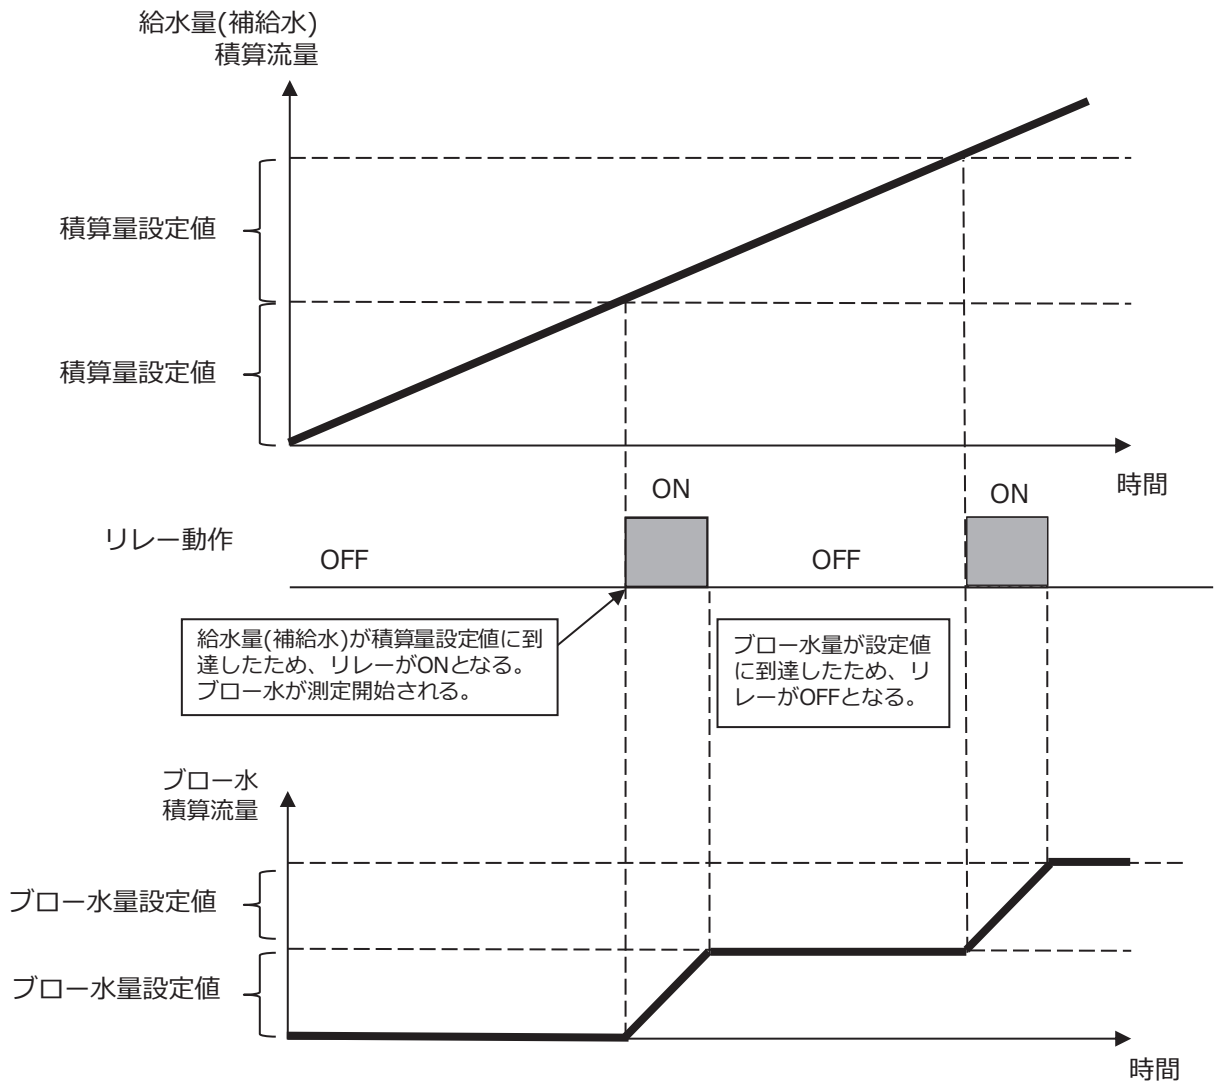 給水量(補給水)
積算流量
積算量設定値
積算量設定値
時間
リレー動作
OFF
ON
OFF
ON
給水量(補給水)が積算量設定値に到
達したため、リレーがONとなる。
ブロー水が測定開始される。
ブロー水量が設定値
に到達したため、リ
レーがOFFとなる。
ブロー水
積算流量
ブロー水量設定値
ブロー水量設定値
時間